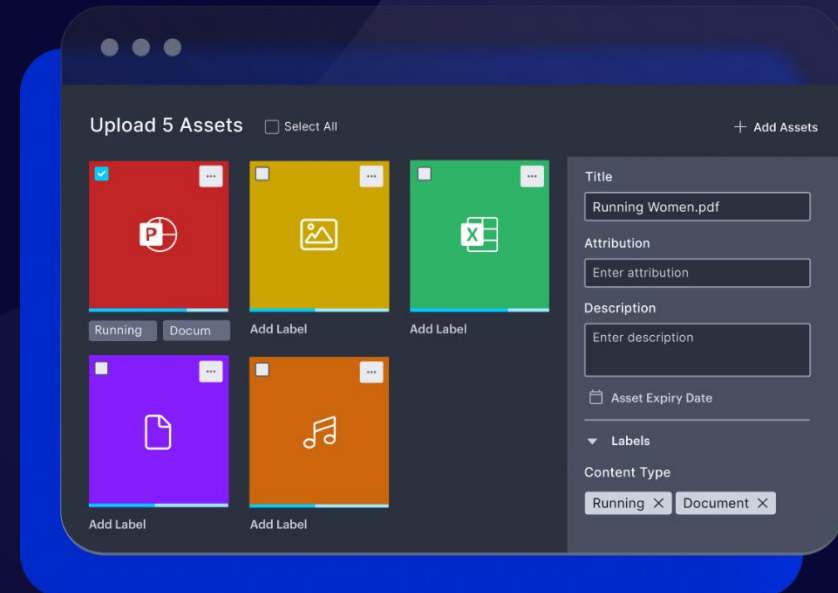 Upload 5 Assets
Select All
+ Add Assets
P
X
Running
Docum
Add Label
Add Label
Add Label
Add Label
Title
Running Women.pdf
Attribution
Enter attribution
Description
Enter description
Asset Expiry Date
Labels
Content Type
Running X
Document X